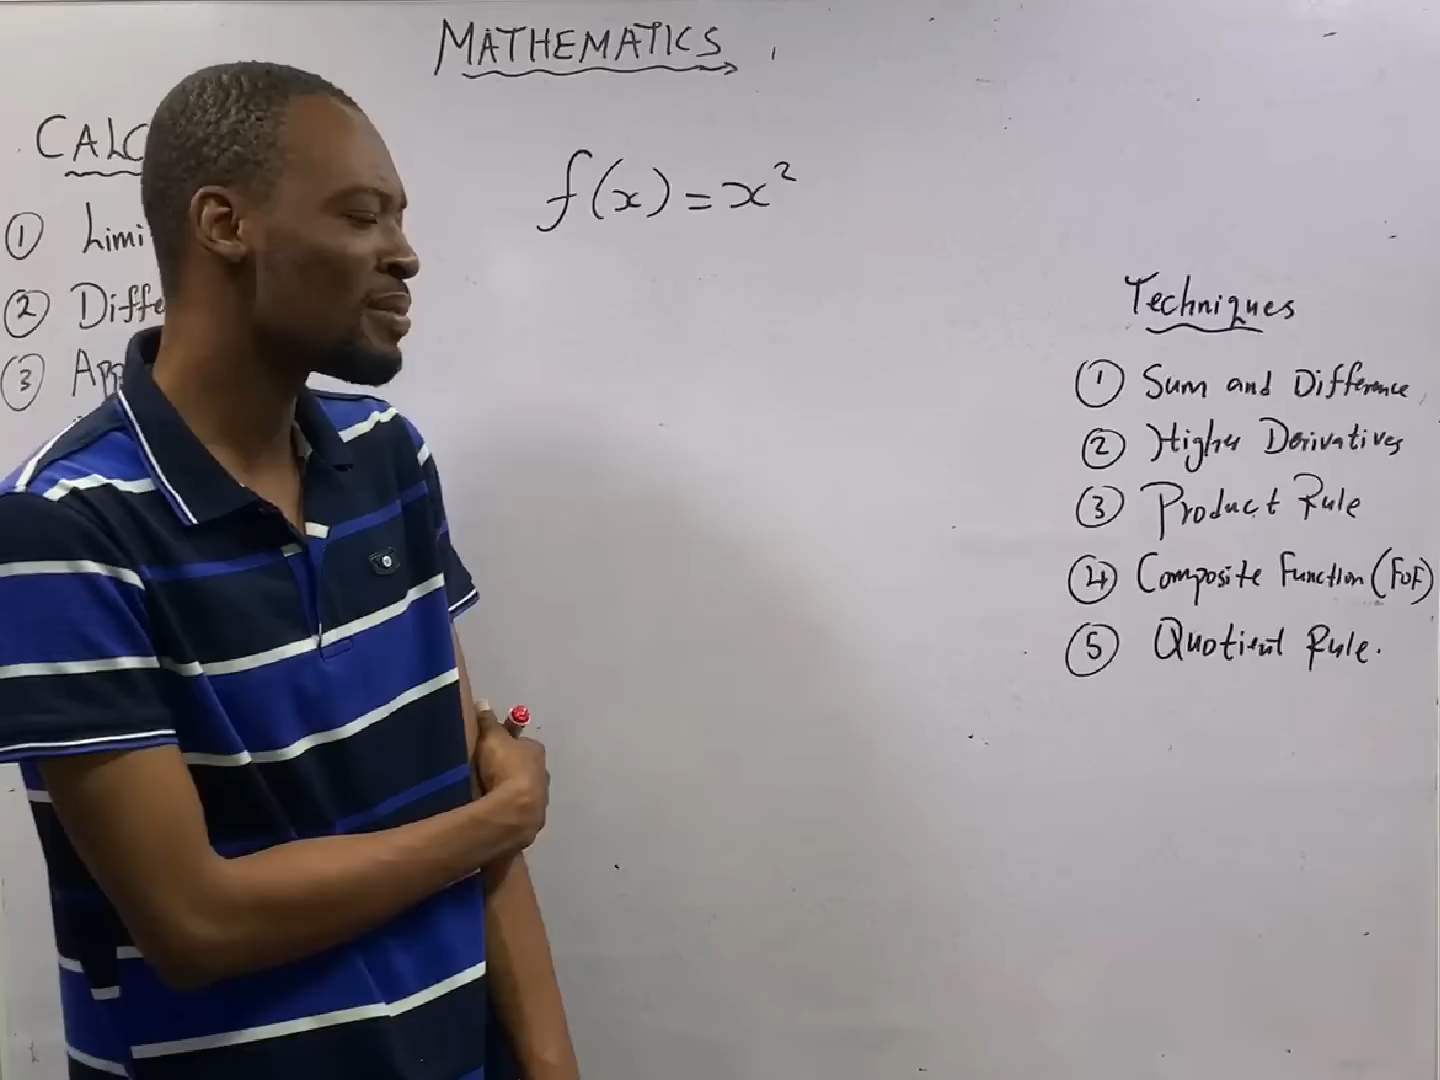 MATHEMATICS
CALC
① Limi
② Diffe
③ App
f(x) = x²
Techniques
① Sum and Difference
② Higher Derivatives
③ Product Rule
④ Composite Function (FOF)
⑤ Quotient Rule.